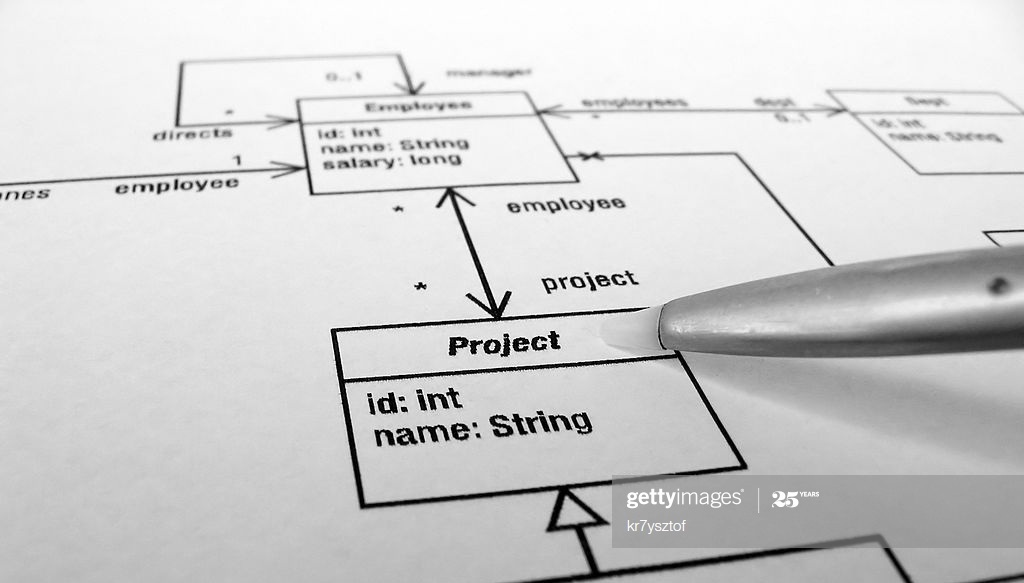 0..1
manager
Employee
employees
dept
Dept
*
*
0..1
directs
id: int
name: String
salary: long
id: int
name: String
1
employee
*
employee
*
project
Project
id: int
name: String
gettyimages® 25 YEARS
kr7ysztof